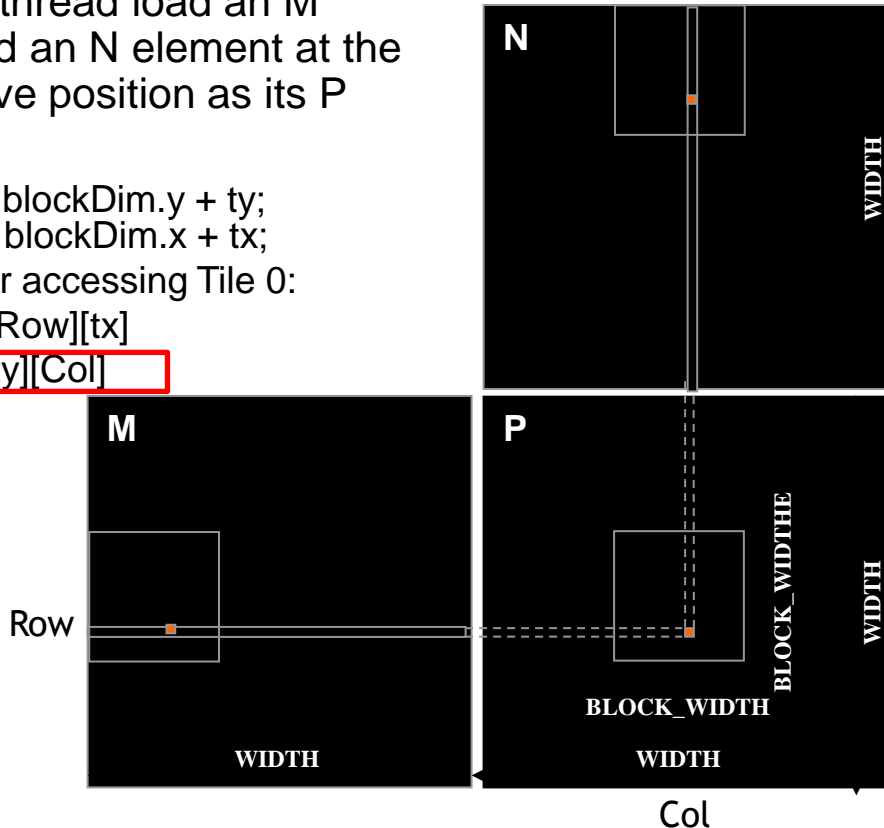 thread load an M
d an N element at the
ve position as its P
blockDim.y + ty;
blockDim.x + tx;
r accessing Tile 0:
Row][tx]
y][Col]
N
WIDTH
M
P
Row
BLOCK_WIDTHE
WIDTH
BLOCK_WIDTH
WIDTH
WIDTH
Col